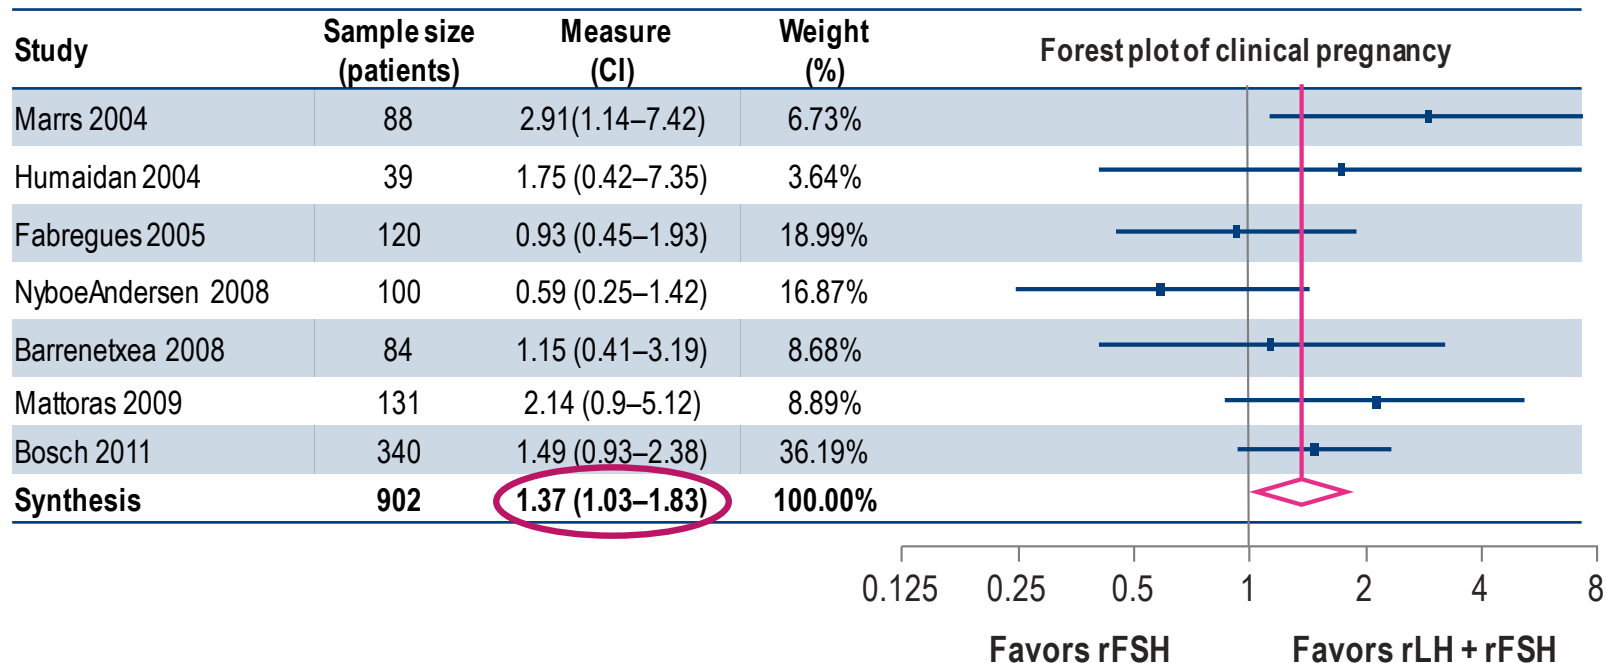 Study Sample size (patients) Measure (CI) Weight (%) Forest plot of clinical pregnancy
Marrs 2004 88 2.91(1.14–7.42) 6.73%
Humaidan 2004 39 1.75 (0.42–7.35) 3.64%
Fabregues 2005 120 0.93 (0.45–1.93) 18.99%
NyboeAndersen 2008 100 0.59 (0.25–1.42) 16.87%
Barrenetxea 2008 84 1.15 (0.41–3.19) 8.68%
Mattoras 2009 131 2.14 (0.9–5.12) 8.89%
Bosch 2011 340 1.49 (0.93–2.38) 36.19%
Synthesis 902 1.37 (1.03–1.83) 100.00%
0.125 0.25 0.5 1 2 4 8
Favors rFSH Favors rLH + rFSH